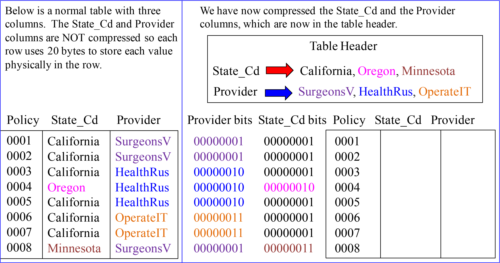 Below is a normal table with three
columns. The State_Cd and Provider
columns are NOT compressed so each
row uses 20 bytes to store each value
physically in the row.
Policy State_Cd Provider
0001 California SurgeonsV
0002 California SurgeonsV
0003 California HealthRus
0004 Oregon HealthRus
0005 California HealthRus
0006 California OperateIT
0007 California OperateIT
0008 Minnesota SurgeonsV
We have now compressed the State_Cd and the Provider
columns, which are now in the table header.
Table Header
State_Cd California, Oregon, Minnesota
Provider SurgeonsV, HealthRus, OperateIT
Provider bits State_Cd bits Policy State_Cd Provider
00000001 00000001 0001
00000001 00000001 0002
00000010 00000001 0003
00000010 00000010 0004
00000010 00000001 0005
00000011 00000001 0006
00000011 00000001 0007
00000001 00000011 0008